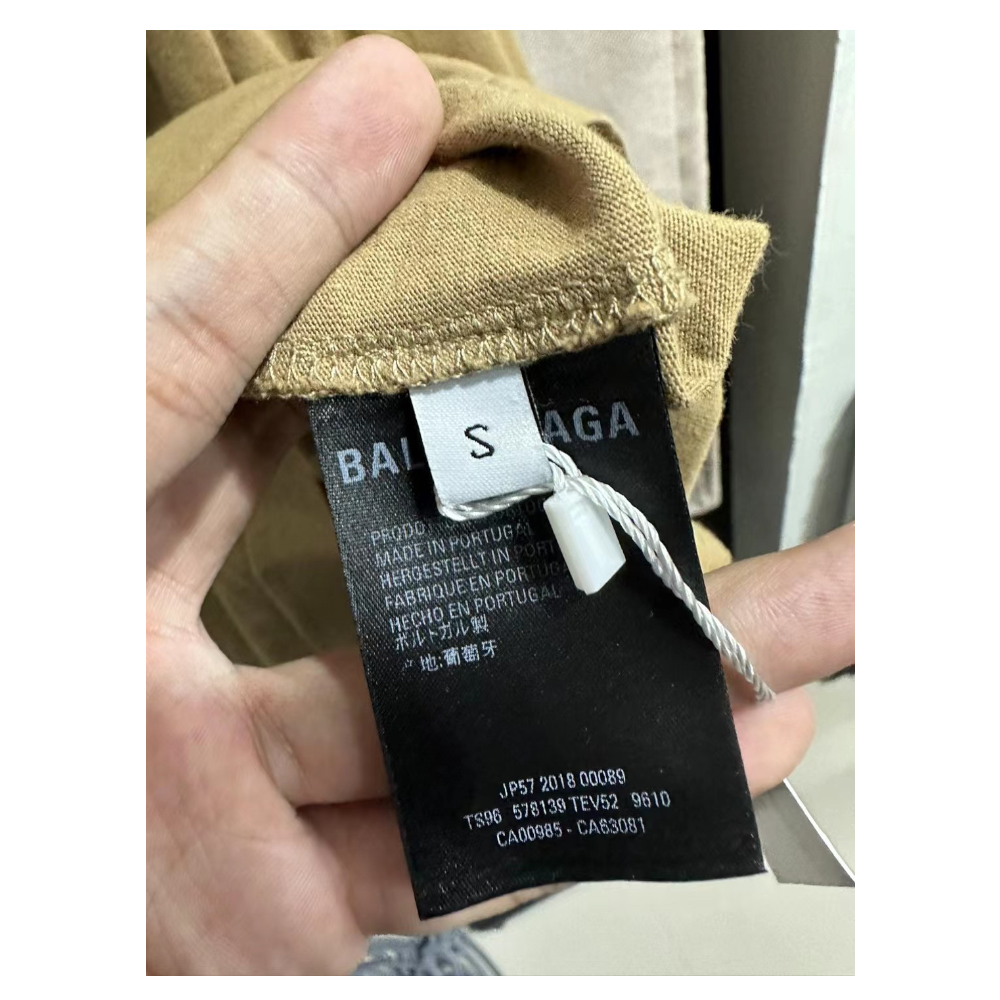 BAL AGA
S
PRODO
MADE IN PORTUGAL
HERGESTELLT IN PORT
FABRIQUE EN PORTUGAL
HECHO EN PORTUGAL
ポルトガル製
地:葡萄牙
JP57 2018 00089
TS96 578139 TEV52 9610
CA00985 - CA63081